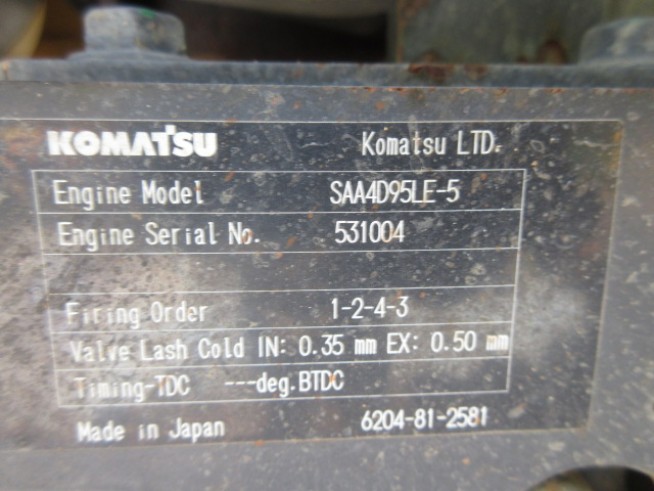 KOMATSU Komatsu LTD.
Engine Model SAA4D95LE-5
Engine Serial No. 531004
Firing Order 1-2-4-3
Valve Lash Cold IN: 0.35 mm EX: 0.50 mm
Timing-TDC ---deg.BTDC
Made in Japan 6204-81-2581